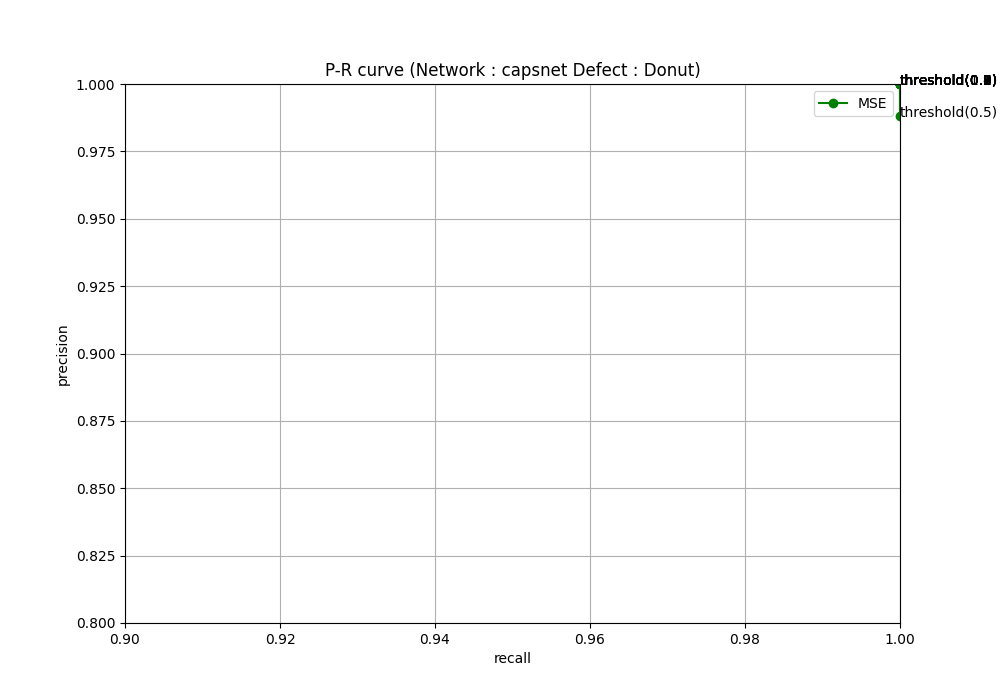 P-R curve (Network : capsnet Defect : Donut)
1.000
MSE
threshold(0.5)
0.975
0.950
0.925
0.900
0.875
0.850
0.825
0.800
precision
0.90 0.92 0.94 0.96 0.98 1.00
recall